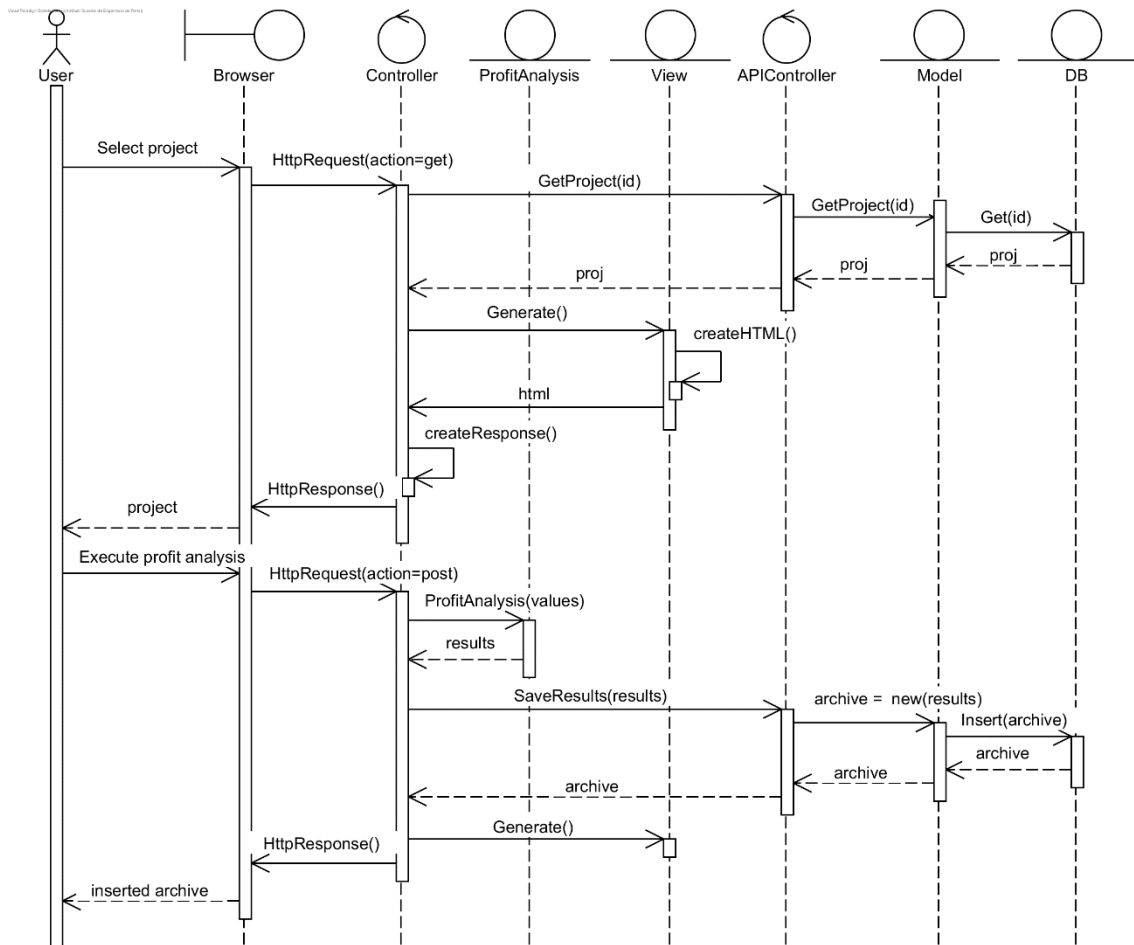 User
Browser
Controller
ProfitAnalysis
View
APIController
Model
DB
Select project
HttpRequest(action=get)
GetProject(id)
GetProject(id)
Get(id)
proj
proj
proj
Generate()
createHTML()
html
createResponse()
HttpResponse()
project
Execute profit analysis
HttpRequest(action=post)
ProfitAnalysis(values)
results
SaveResults(results)
archive = new(results)
Insert(archive)
archive
archive
archive
Generate()
HttpResponse()
inserted archive